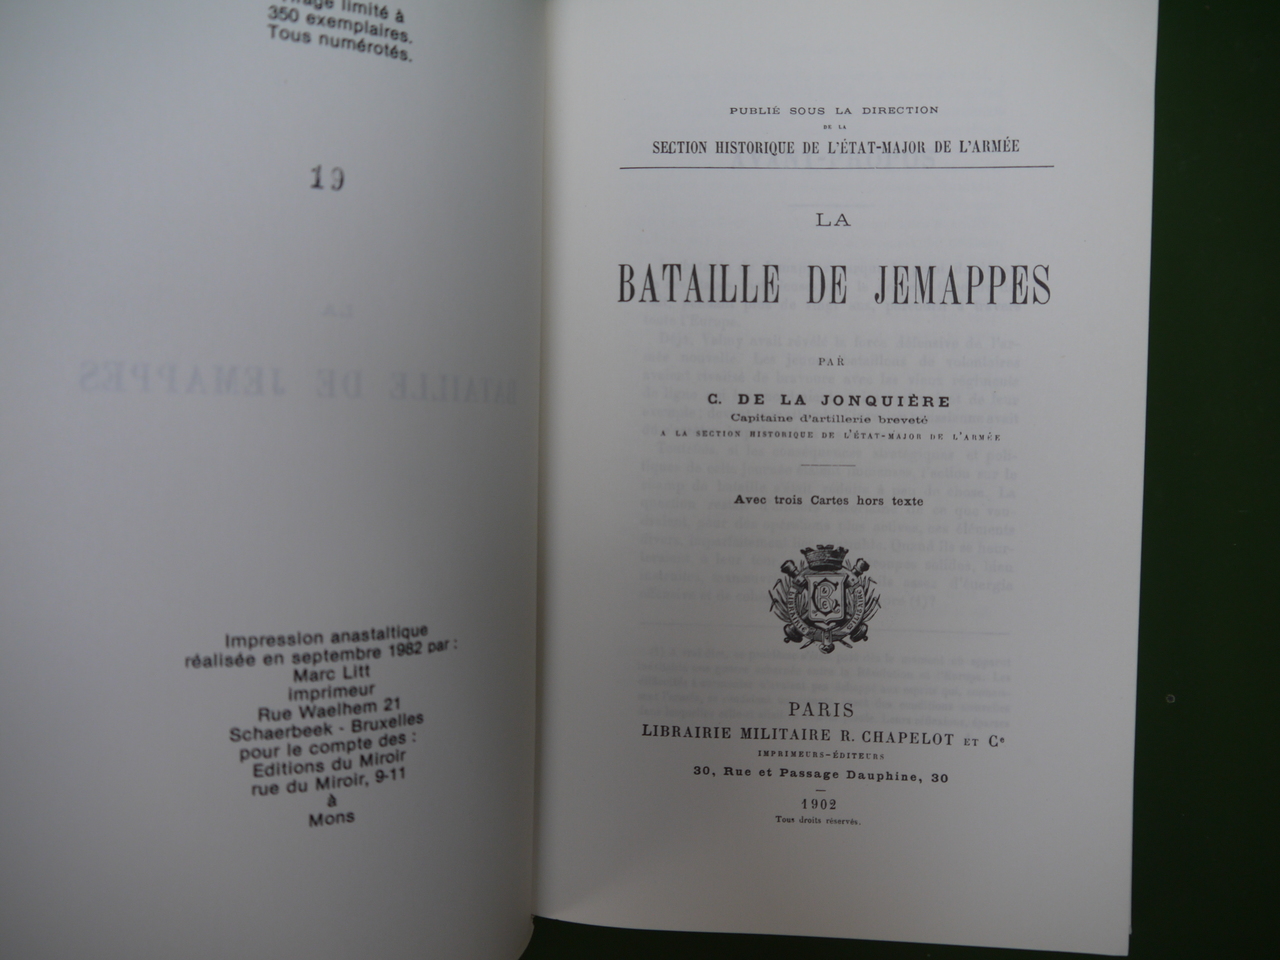 limité à
350 exemplaires.
Tous numérotés.
19
Impression anastaltique
réalisée en septembre 1982 par :
Marc Litt
imprimeur
Rue Waelhem 21
Schaerbeek - Bruxelles
pour le compte des :
Editions du Miroir
rue du Miroir, 9-11
à
Mons
PUBLIÉ SOUS LA DIRECTION
DE LA
SECTION HISTORIQUE DE L'ÉTAT-MAJOR DE L'ARMÉE
LA
BATAILLE DE JEMAPPES
PAR
C. DE LA JONQUIÈRE
Capitaine d'artillerie breveté
A LA SECTION HISTORIQUE DE L'ÉTAT-MAJOR DE L'ARMÉE
Avec trois Cartes hors texte
PARIS
LIBRAIRIE MILITAIRE R. CHAPELOT ET Cᵉ
IMPRIMEURS-ÉDITEURS
30, Rue et Passage Dauphine, 30
1902
Tous droits réservés.